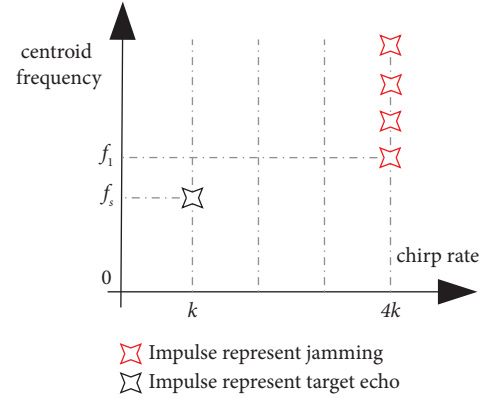 centroid
frequency
f₁
fₛ
chirp rate
0
k
4k
Impulse represent jamming
Impulse represent target echo